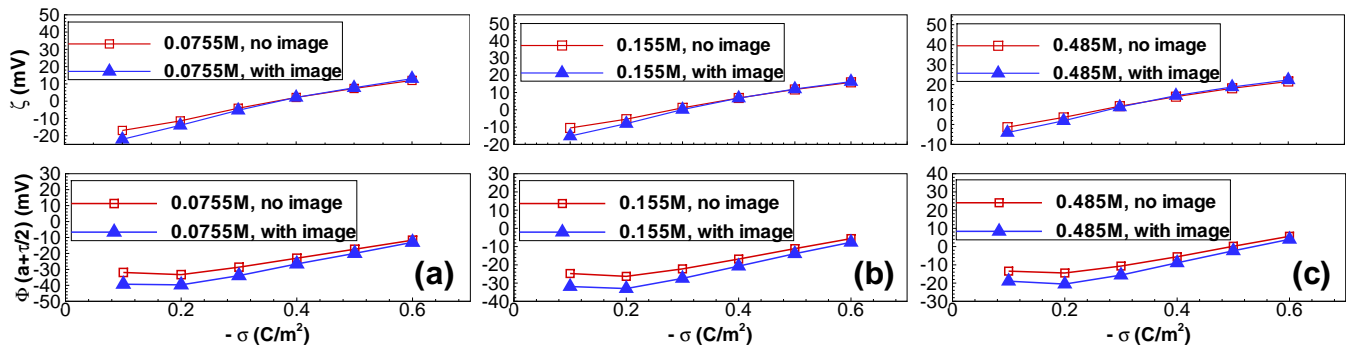 ζ (mV)
50
40
30
20
10
0
-10
-20
0.0755M, no image
0.0755M, with image
50
40
30
20
10
0
-10
-20
0.155M, no image
0.155M, with image
50
40
30
20
10
0
-10
0.485M, no image
0.485M, with image
Φ (a+τ/2) (mV)
30
20
10
0
-10
-20
-30
-40
-50
0.0755M, no image
0.0755M, with image
(a)
0 0.2 0.4 0.6
- σ (C/m²)
30
20
10
0
-10
-20
-30
-40
0.155M, no image
0.155M, with image
(b)
0 0.2 0.4 0.6
- σ (C/m²)
40
30
20
10
0
-10
-20
-30
0.485M, no image
0.485M, with image
(c)
0 0.2 0.4 0.6
- σ (C/m²)